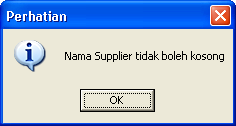 Perhatian
Nama Supplier tidak boleh kosong
OK